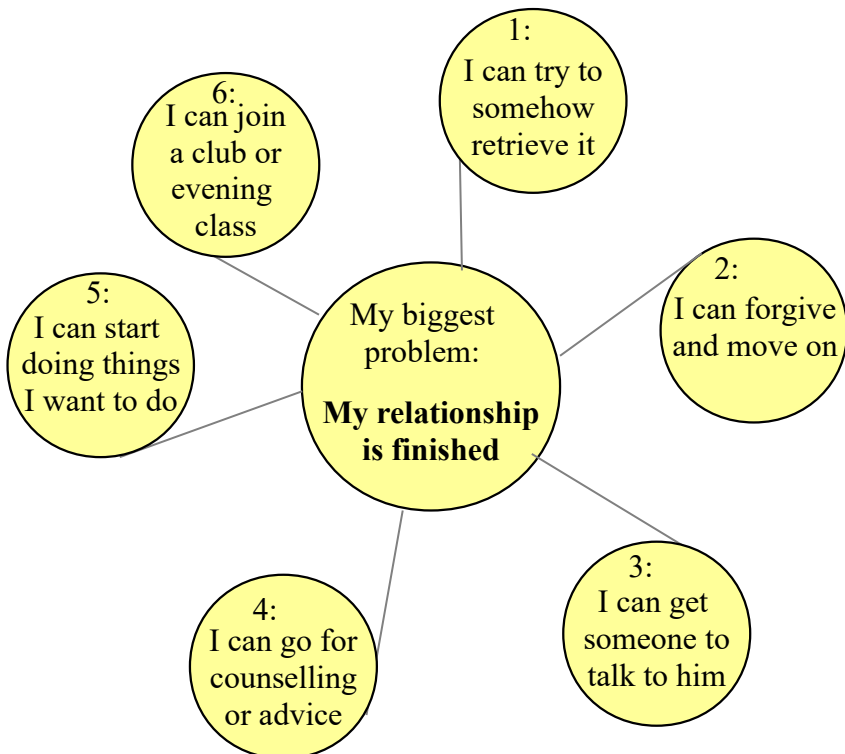 My biggest
problem:
My relationship
is finished
1:
I can try to
somehow
retrieve it
2:
I can forgive
and move on
3:
I can get
someone to
talk to him
4:
I can go for
counselling
or advice
5:
I can start
doing things
I want to do
6:
I can join
a club or
evening
class